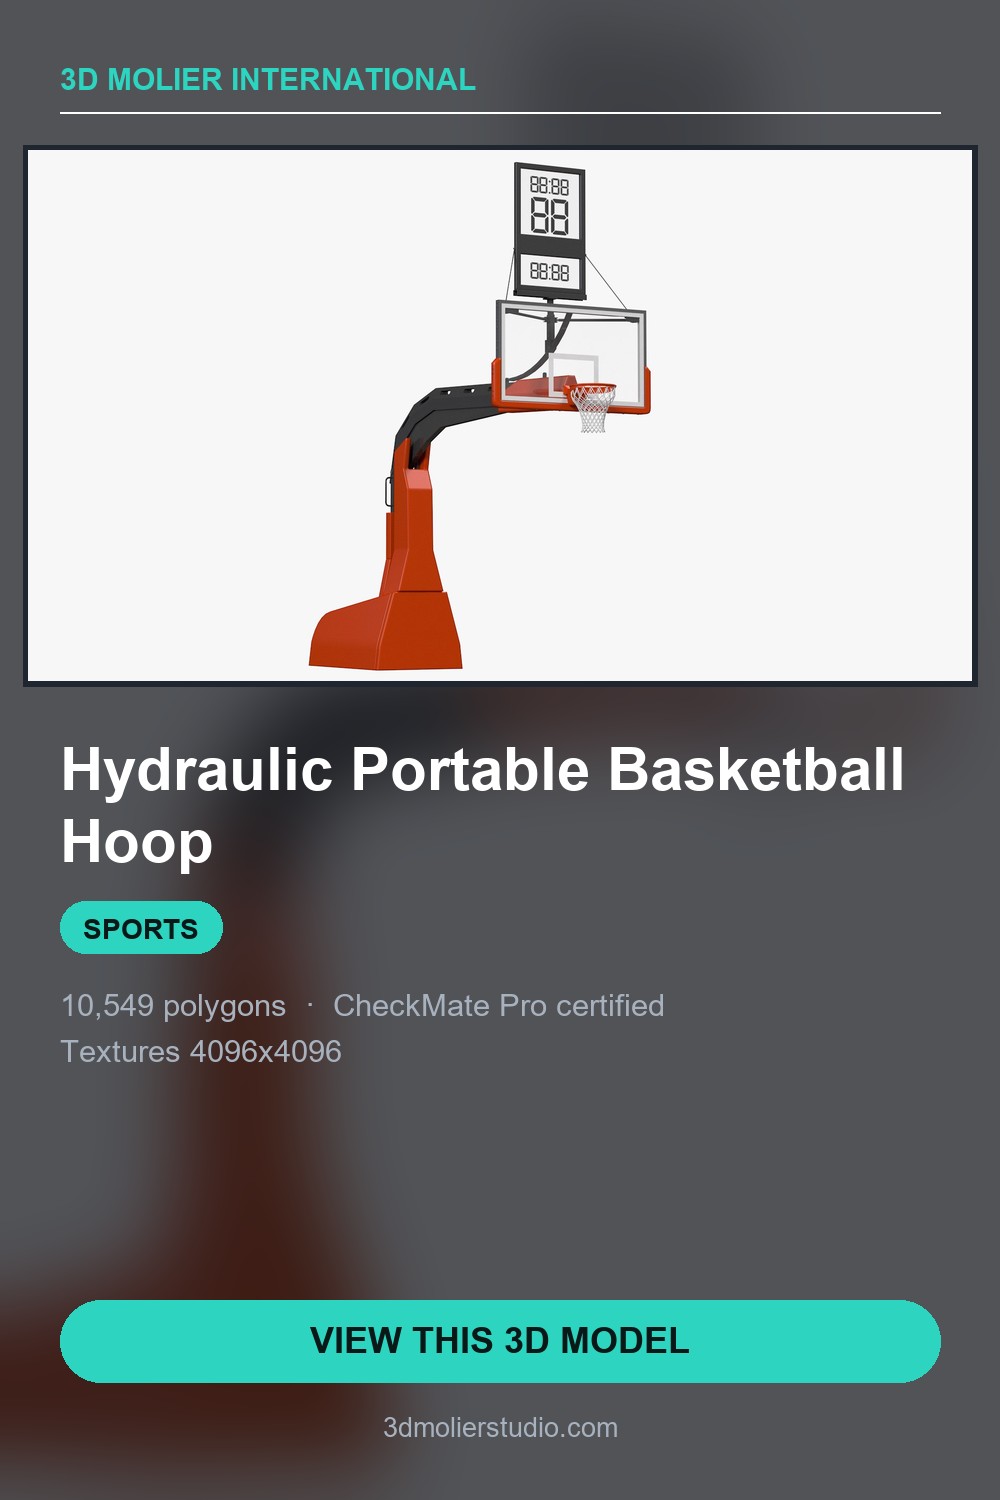 3D MOLIER INTERNATIONAL
88:88
88
88:88
Hydraulic Portable Basketball
Hoop
SPORTS
10,549 polygons · CheckMate Pro certified
Textures 4096x4096
VIEW THIS 3D MODEL
3dmolierstudio.com